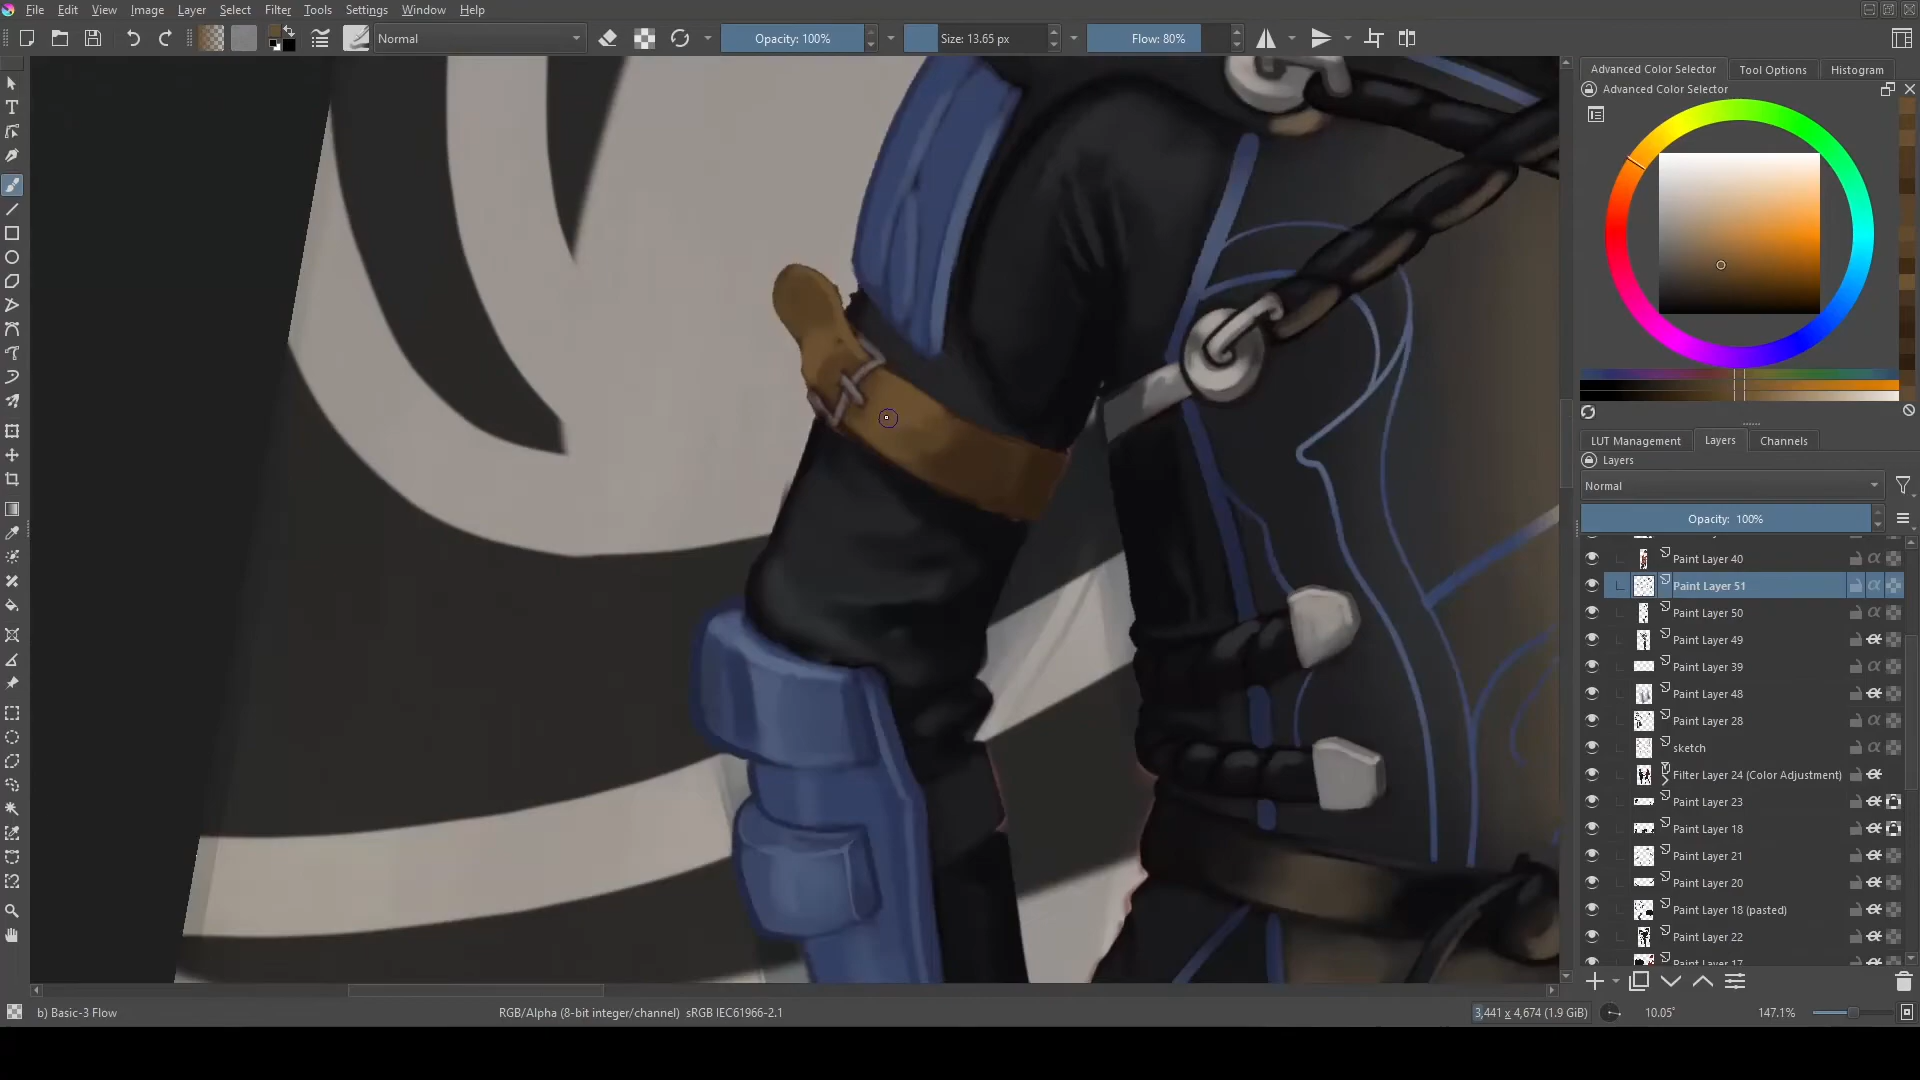 File Edit View Image Layer Select Filter Tools Settings Window Help
Normal Opacity: 100% Size: 13.65 px Flow: 80%
Advanced Color Selector Tool Options Histogram
Advanced Color Selector
LUT Management Layers Channels
Layers
Normal
Opacity: 100%
Paint Layer 40
Paint Layer 51
Paint Layer 50
Paint Layer 49
Paint Layer 39
Paint Layer 48
Paint Layer 28
sketch
Filter Layer 24 (Color Adjustment)
Paint Layer 23
Paint Layer 18
Paint Layer 21
Paint Layer 20
Paint Layer 18 (pasted)
Paint Layer 22
Paint Layer 17
b) Basic-3 Flow RGB/Alpha (8-bit integer/channel) sRGB IEC61966-2.1 3,441 x 4,674 (1.9 GiB) 10.05° 147.1%